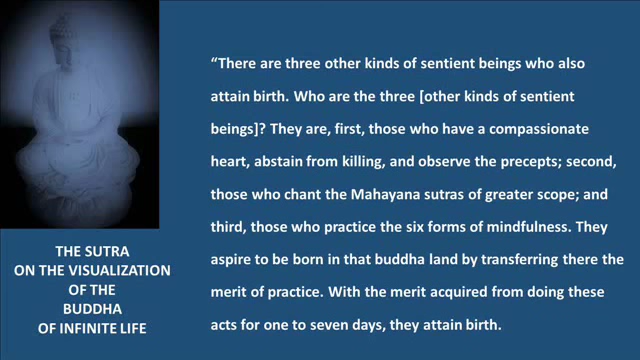 “There are three other kinds of sentient beings who also
attain birth. Who are the three [other kinds of sentient
beings]? They are, first, those who have a compassionate
heart, abstain from killing, and observe the precepts; second,
those who chant the Mahayana sutras of greater scope; and
third, those who practice the six forms of mindfulness. They
aspire to be born in that buddha land by transferring there the
merit of practice. With the merit acquired from doing these
acts for one to seven days, they attain birth.
THE SUTRA
ON THE VISUALIZATION
OF THE
BUDDHA
OF INFINITE LIFE